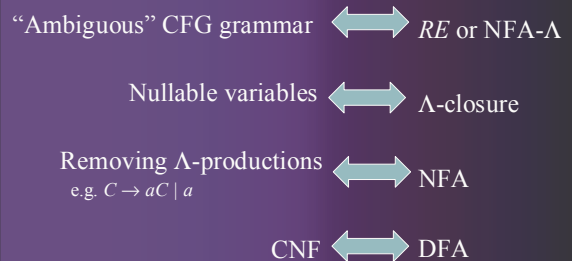 “Ambiguous” CFG grammar RE or NFA-Λ
Nullable variables Λ-closure
Removing Λ-productions NFA
e.g. C → aC | a
CNF DFA